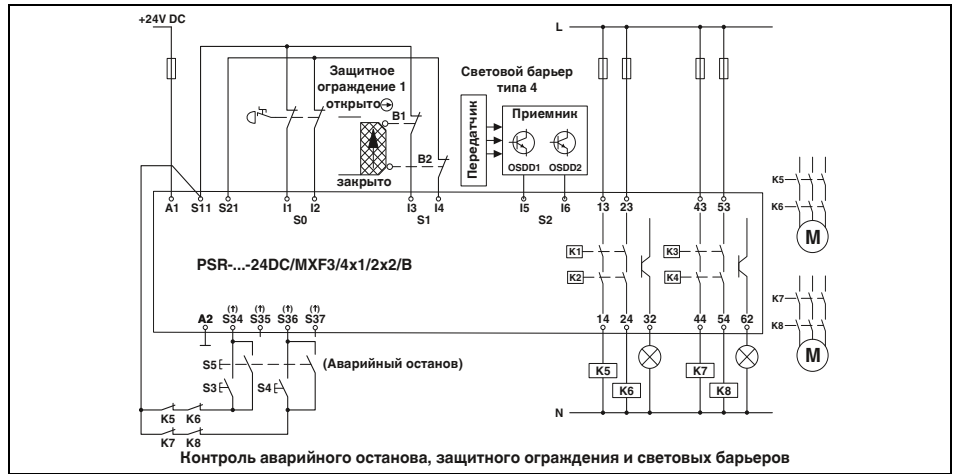 +24V DC
L
Защитное
ограждение 1
открыто
Световой барьер
типа 4
Передатчик
Приемник
OSDD1 OSDD2
B1
B2
закрыто
K5
K6
M
A1 S11 S21 I1 I2 I3 I4 I5 I6 13 23 43 53
S0 S1 S2
PSR-...-24DC/MXF3/4x1/2x2/B
K1 K3
K2 K4
K7
K8
M
(↑) (↑) (↑) (↑)
A2 S34 S35 S36 S37 14 24 32 44 54 62
S5 (Аварийный останов)
S3 S4
K5 K7
K6 K8
K5 K6
K7 K8
N
Контроль аварийного останова, защитного ограждения и световых барьеров